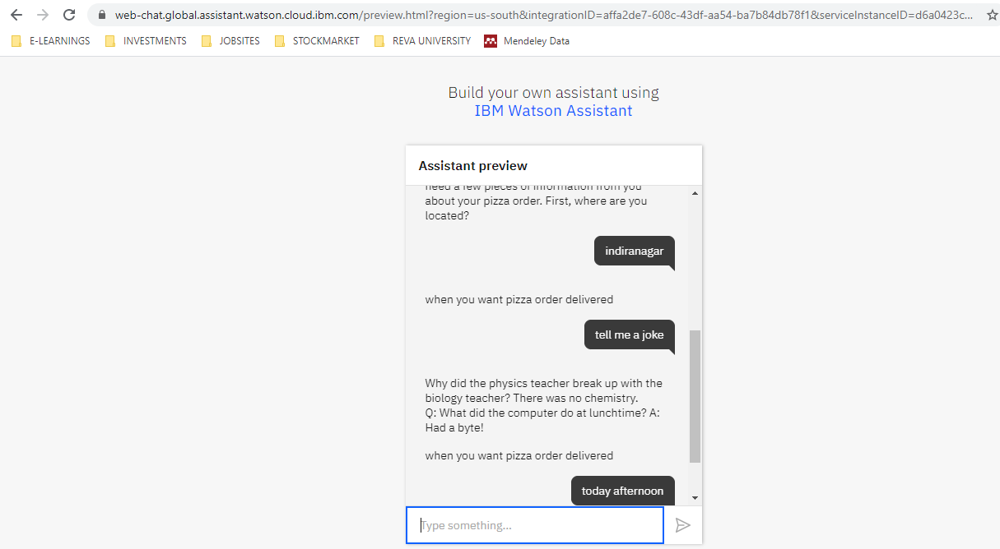 web-chat.global.assistant.watson.cloud.ibm.com/preview.html?region=us-south&integrationID=affa2de7-608c-43df-aa54-ba7b84db78f1&serviceInstanceID=d6a0423c...
E-LEARNINGS INVESTMENTS JOBSITES STOCKMARKET REVA UNIVERSITY Mendeley Data
Build your own assistant using
IBM Watson Assistant
Assistant preview
need a few pieces of information from you
about your pizza order. First, where are you
located?
indiranagar
when you want pizza order delivered
tell me a joke
Why did the physics teacher break up with the
biology teacher? There was no chemistry.
Q: What did the computer do at lunchtime? A:
Had a byte!
when you want pizza order delivered
today afternoon
Type something...